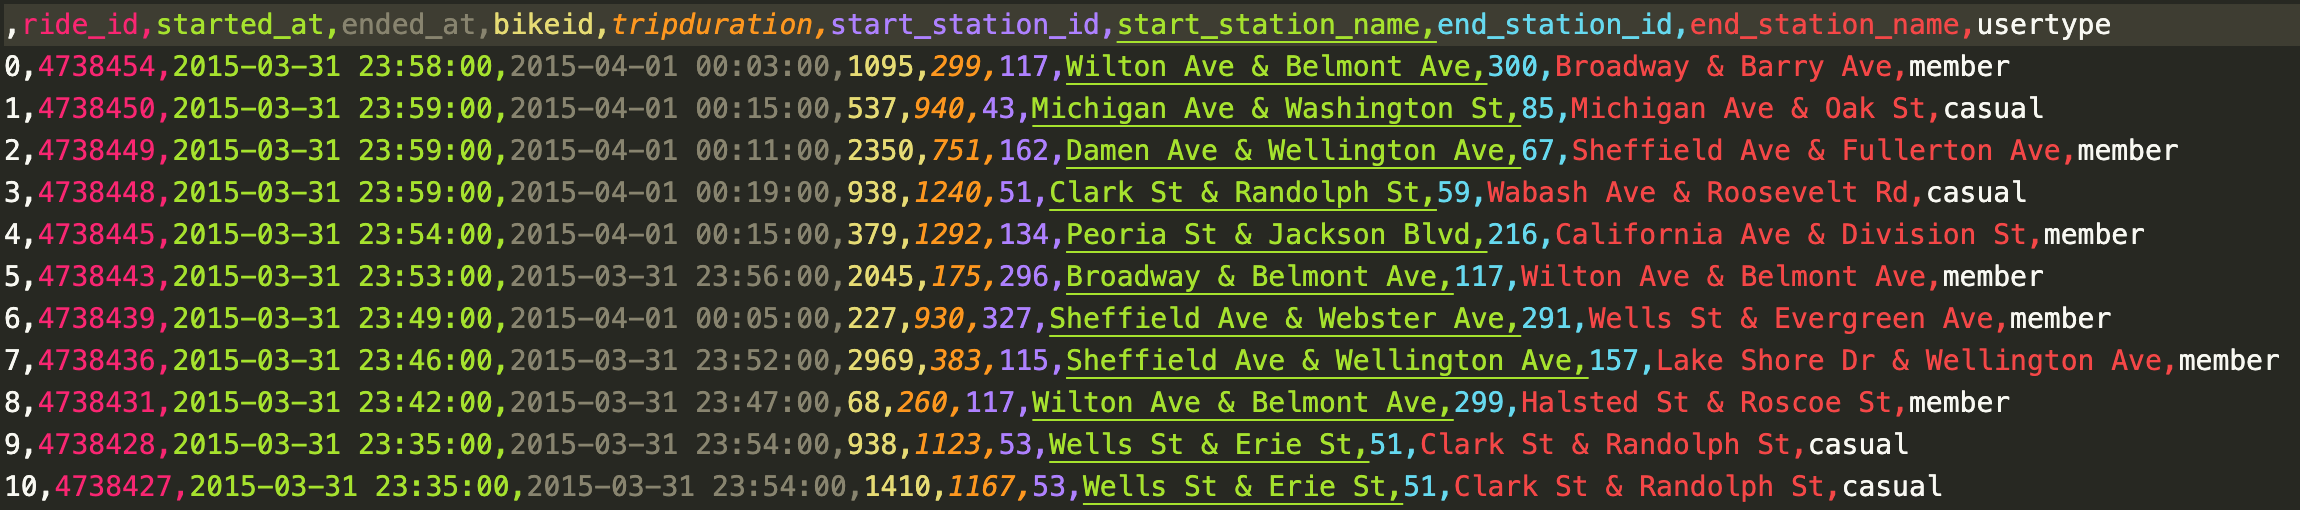 ,ride_id,started_at,ended_at,bikeid,tripduration,start_station_id,start_station_name,end_station_id,end_station_name,usertype
0,4738454,2015-03-31 23:58:00,2015-04-01 00:03:00,1095,299,117,Wilton Ave & Belmont Ave,300,Broadway & Barry Ave,member
1,4738450,2015-03-31 23:59:00,2015-04-01 00:15:00,537,940,43,Michigan Ave & Washington St,85,Michigan Ave & Oak St,casual
2,4738449,2015-03-31 23:59:00,2015-04-01 00:11:00,2350,751,162,Damen Ave & Wellington Ave,67,Sheffield Ave & Fullerton Ave,member
3,4738448,2015-03-31 23:59:00,2015-04-01 00:19:00,938,1240,51,Clark St & Randolph St,59,Wabash Ave & Roosevelt Rd,casual
4,4738445,2015-03-31 23:54:00,2015-04-01 00:15:00,379,1292,134,Peoria St & Jackson Blvd,216,California Ave & Division St,member
5,4738443,2015-03-31 23:53:00,2015-03-31 23:56:00,2045,175,296,Broadway & Belmont Ave,117,Wilton Ave & Belmont Ave,member
6,4738439,2015-03-31 23:49:00,2015-04-01 00:05:00,227,930,327,Sheffield Ave & Webster Ave,291,Wells St & Evergreen Ave,member
7,4738436,2015-03-31 23:46:00,2015-03-31 23:52:00,2969,383,115,Sheffield Ave & Wellington Ave,157,Lake Shore Dr & Wellington Ave,member
8,4738431,2015-03-31 23:42:00,2015-03-31 23:47:00,68,260,117,Wilton Ave & Belmont Ave,299,Halsted St & Roscoe St,member
9,4738428,2015-03-31 23:35:00,2015-03-31 23:54:00,938,1123,53,Wells St & Erie St,51,Clark St & Randolph St,casual
10,4738427,2015-03-31 23:35:00,2015-03-31 23:54:00,1410,1167,53,Wells St & Erie St,51,Clark St & Randolph St,casual